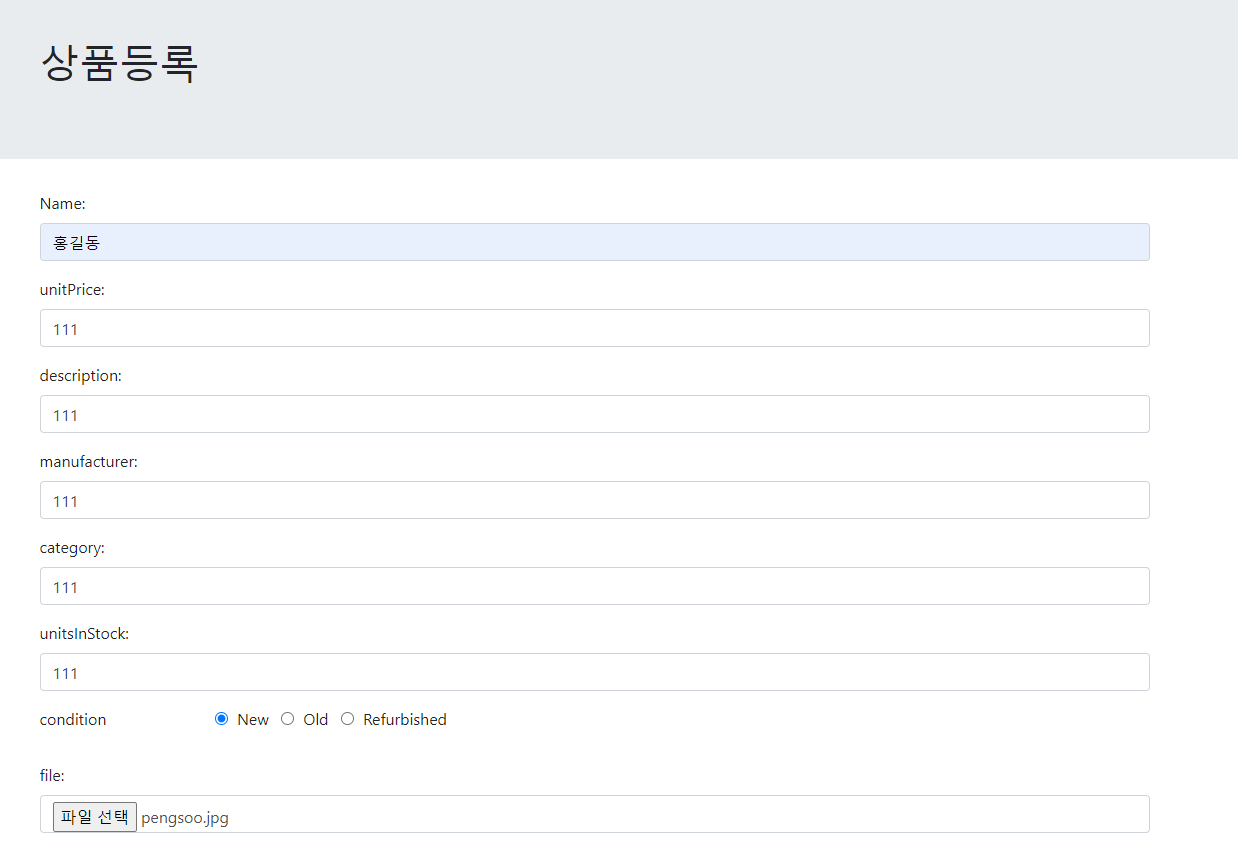 상품등록
Name:
홍길동
unitPrice:
111
description:
111
manufacturer:
111
category:
111
unitsInStock:
111
condition New Old Refurbished
file:
파일 선택 pengsoo.jpg